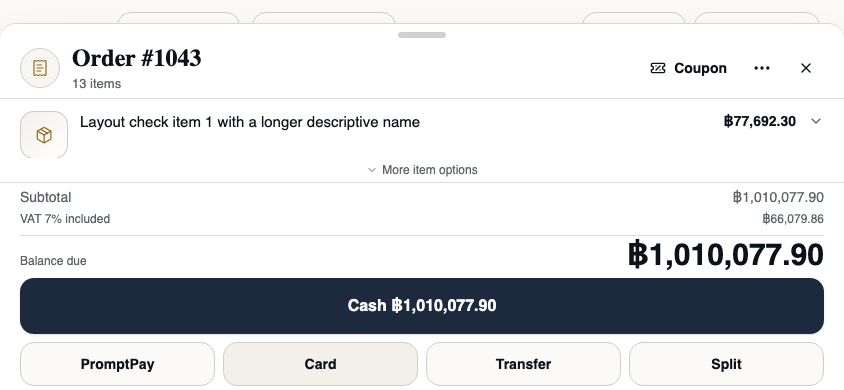 Order #1043
13 items
Coupon
Layout check item 1 with a longer descriptive name
฿77,692.30
More item options
Subtotal ฿1,010,077.90
VAT 7% included ฿66,079.86
Balance due ฿1,010,077.90
Cash ฿1,010,077.90
PromptPay Card Transfer Split